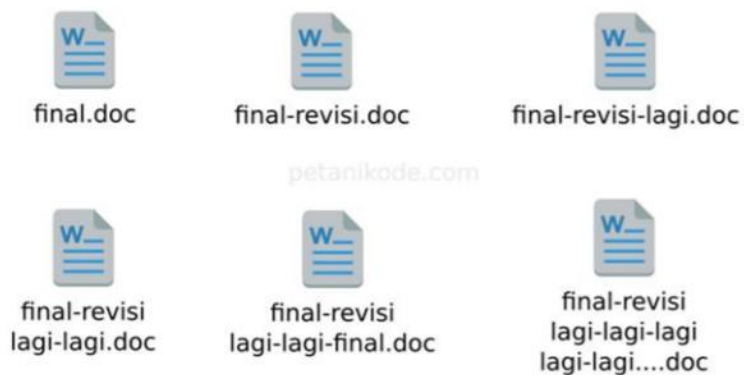 W
final.doc
W
final-revisi.doc
W
final-revisi-lagi.doc
petanikode.com
W
final-revisi
lagi-lagi.doc
W
final-revisi
lagi-lagi-final.doc
W
final-revisi
lagi-lagi-lagi
lagi-lagi....doc